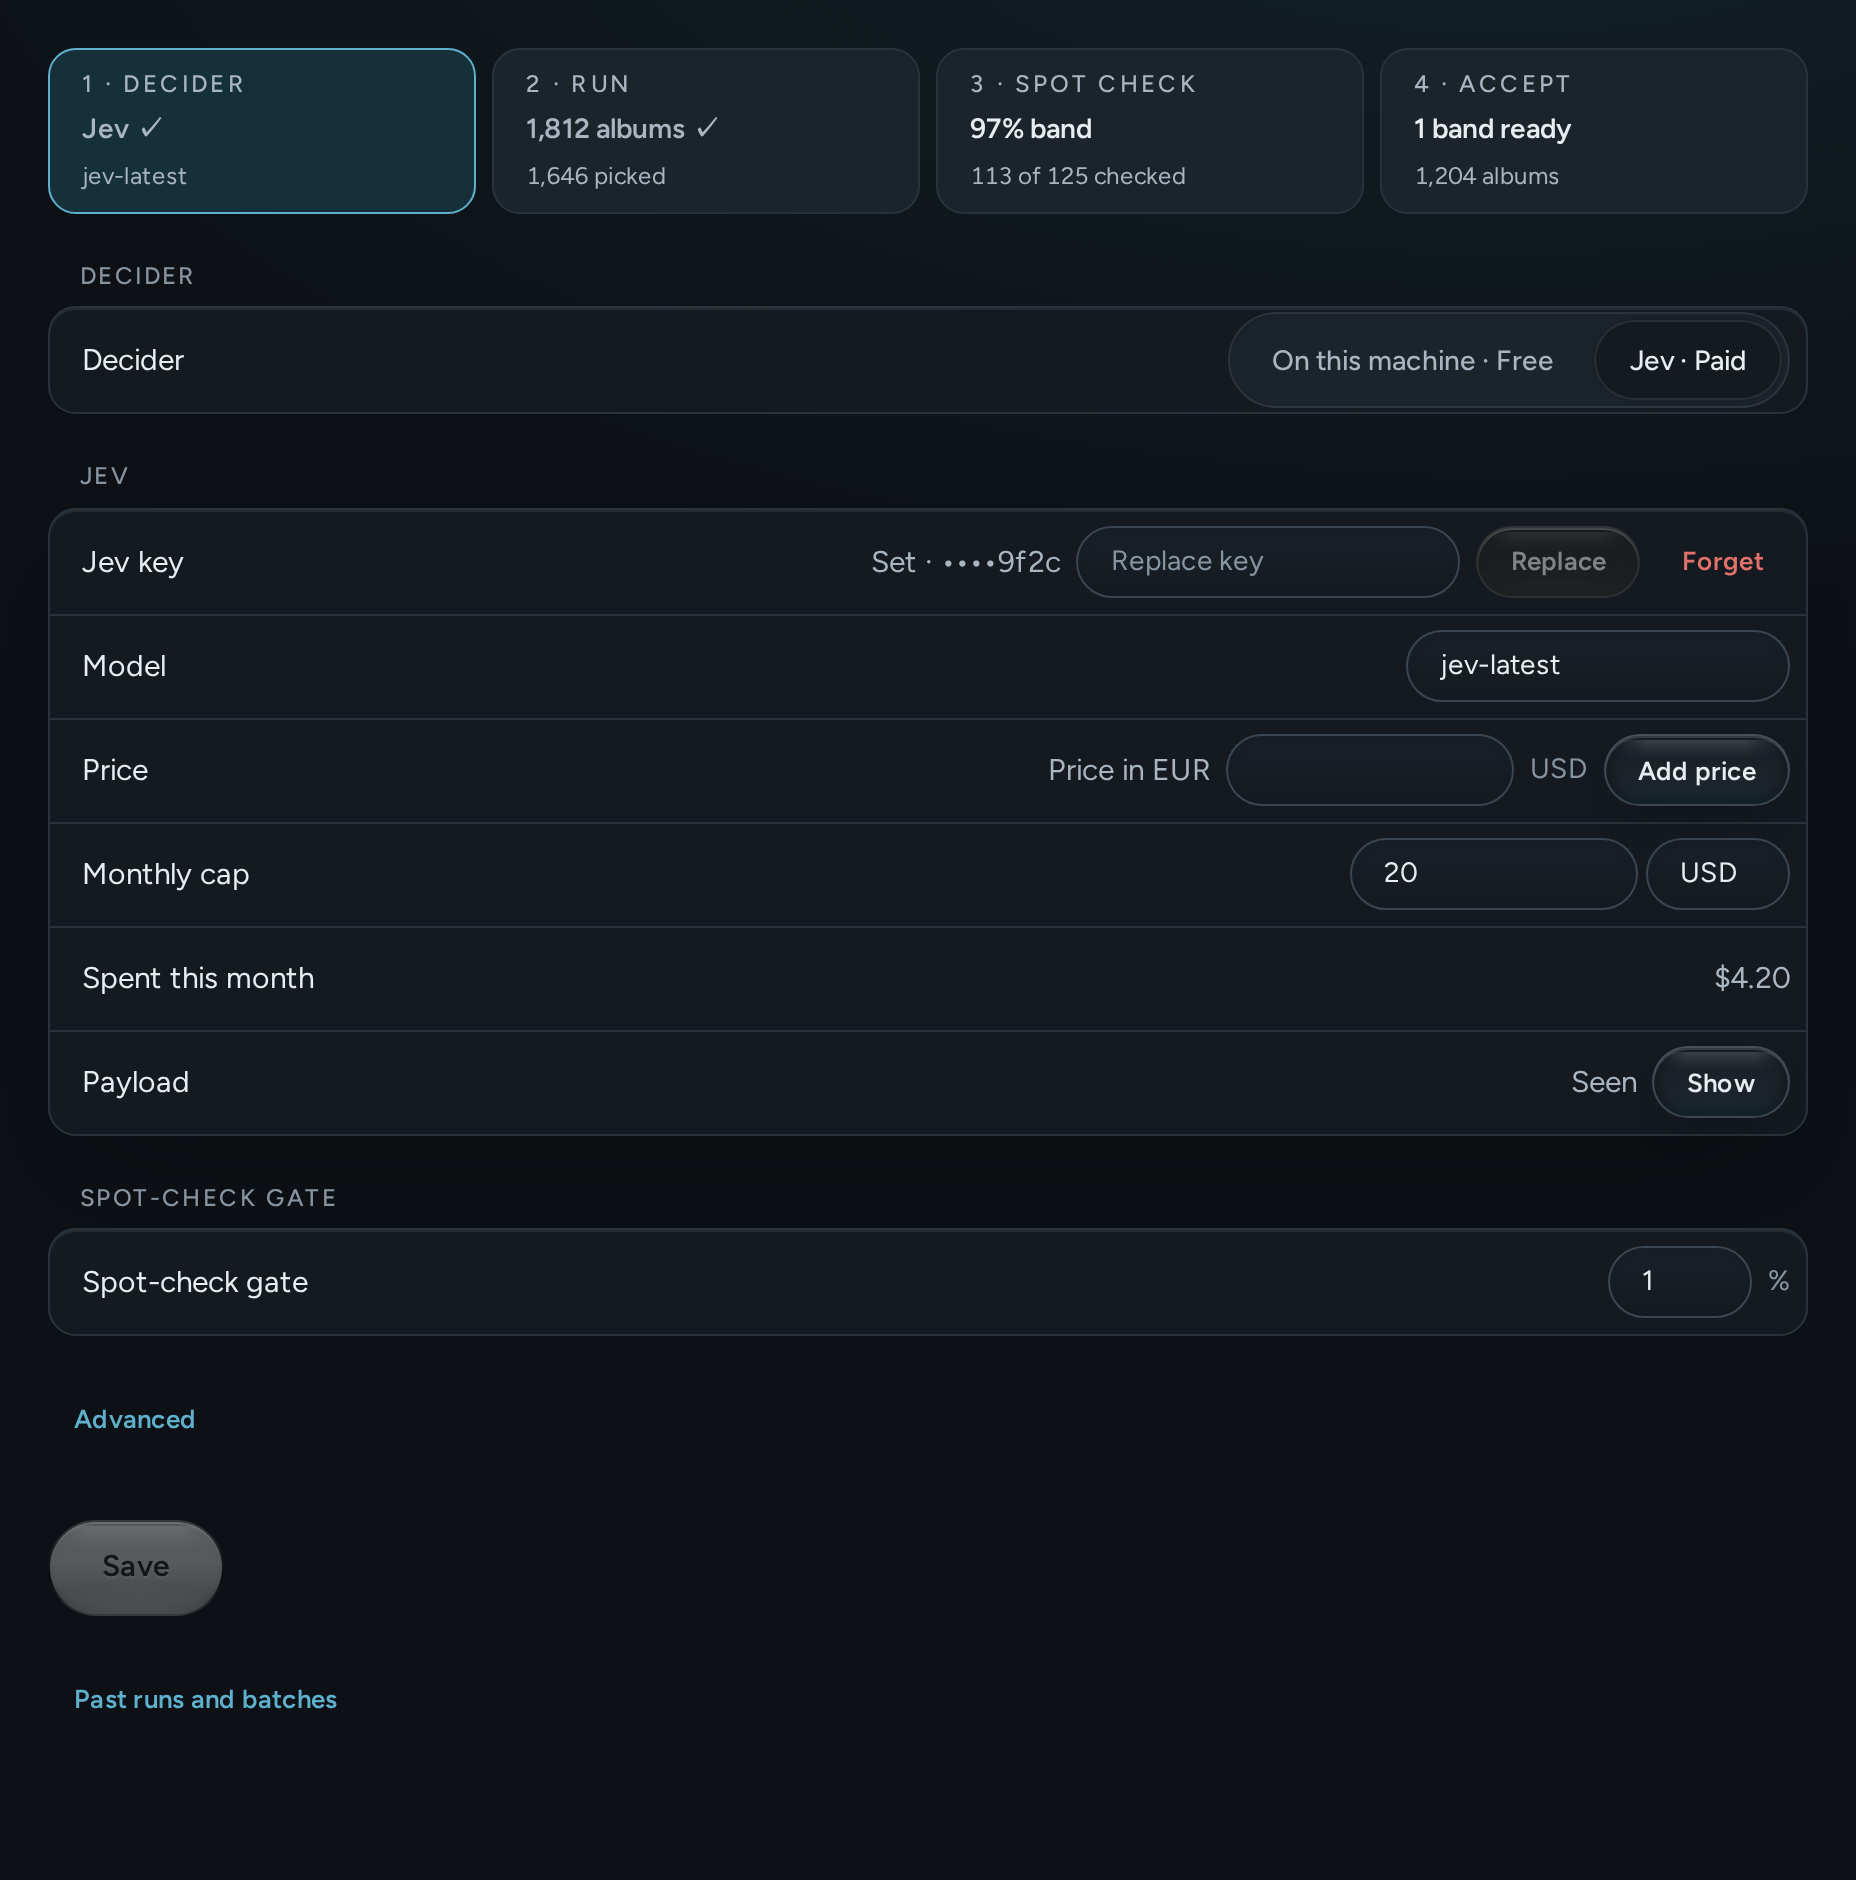 1 · DECIDER
Jev ✓
jev-latest
2 · RUN
1,812 albums ✓
1,646 picked
3 · SPOT CHECK
97% band
113 of 125 checked
4 · ACCEPT
1 band ready
1,204 albums
DECIDER
Decider On this machine · Free Jev · Paid
JEV
Jev key Set · ••••9f2c Replace key Replace Forget
Model jev-latest
Price Price in EUR USD Add price
Monthly cap 20 USD
Spent this month $4.20
Payload Seen Show
SPOT-CHECK GATE
Spot-check gate 1 %
Advanced
Save
Past runs and batches